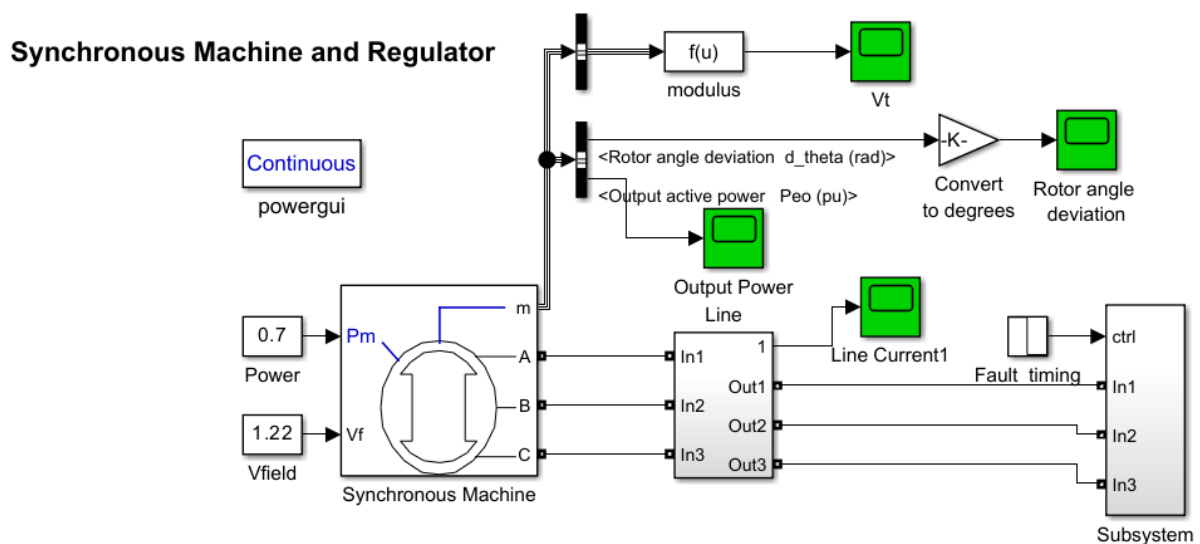 Synchronous Machine and Regulator
f(u)
modulus
Vt
Continuous
powergui
<Rotor angle deviation d_theta (rad)>
<Output active power Peo (pu)>
-K-
Convert
to degrees
Rotor angle
deviation
Output Power
Line
0.7
Power
1.22
Vfield
Pm
Vf
m
A
B
C
Synchronous Machine
In1
In2
In3
1
Out1
Out2
Out3
Line Current1
Fault timing
ctrl
In1
In2
In3
Subsystem